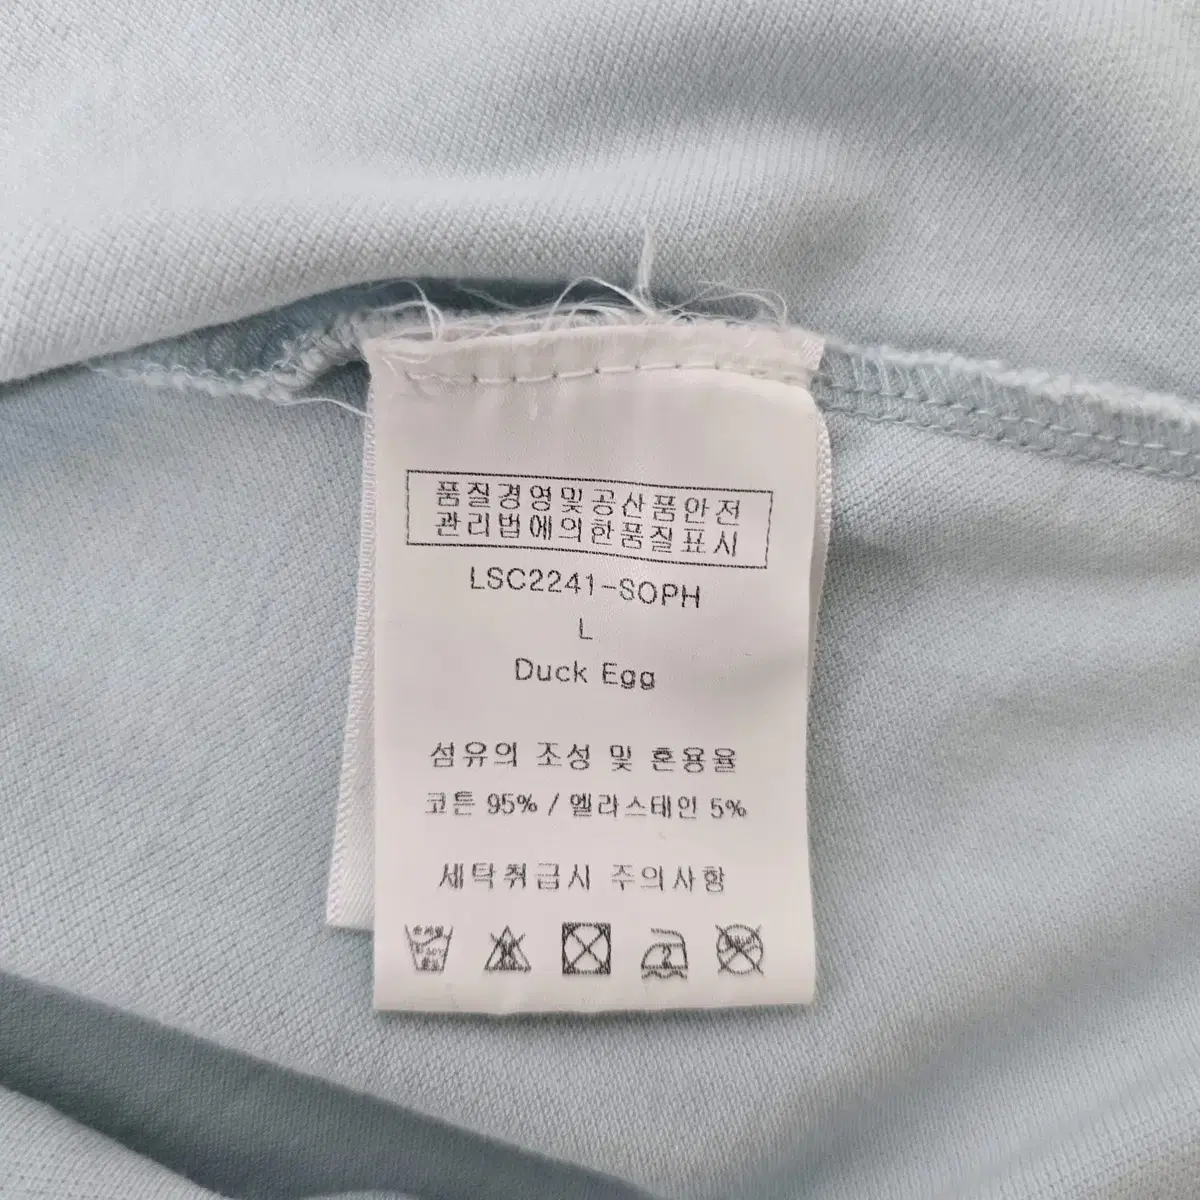 품질경영및공산품안전
관리법에의한품질표시
LSC2241-SOPH
L
Duck Egg
섬유의 조성 및 혼용율
코튼 95% / 엘라스태인 5%
세탁취급시 주의사항
2